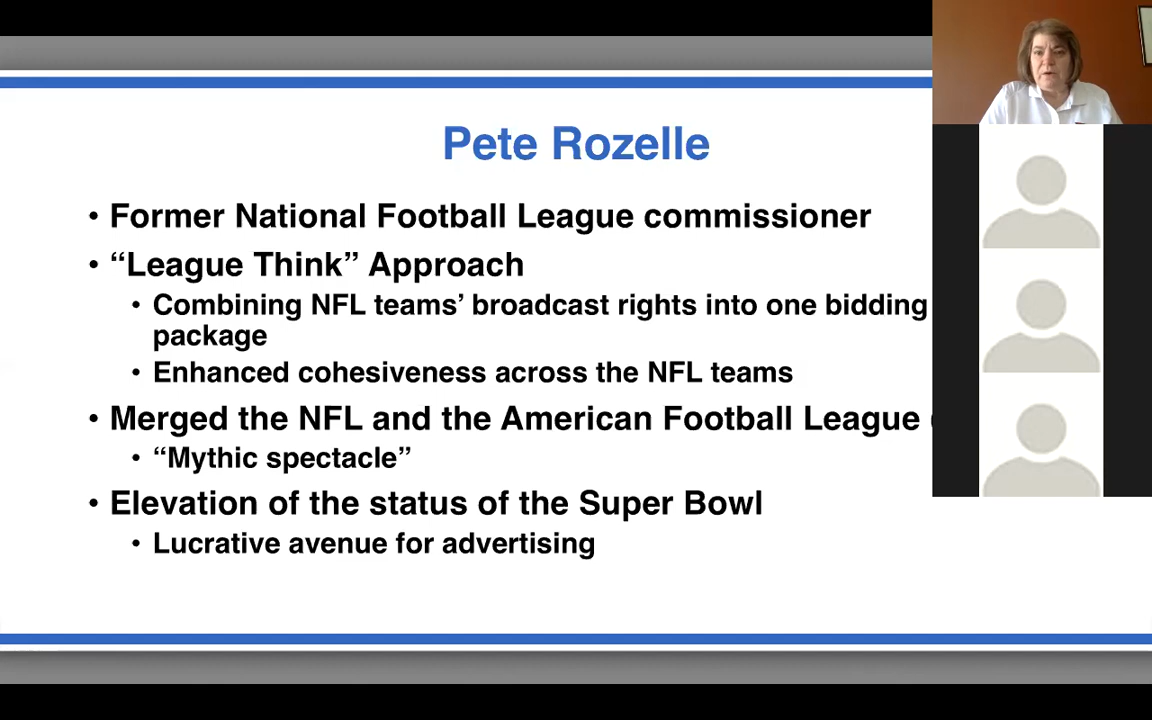 Pete Rozelle
• Former National Football League commissioner
• “League Think” Approach
• Combining NFL teams’ broadcast rights into one bidding
package
• Enhanced cohesiveness across the NFL teams
• Merged the NFL and the American Football League
• “Mythic spectacle”
• Elevation of the status of the Super Bowl
• Lucrative avenue for advertising